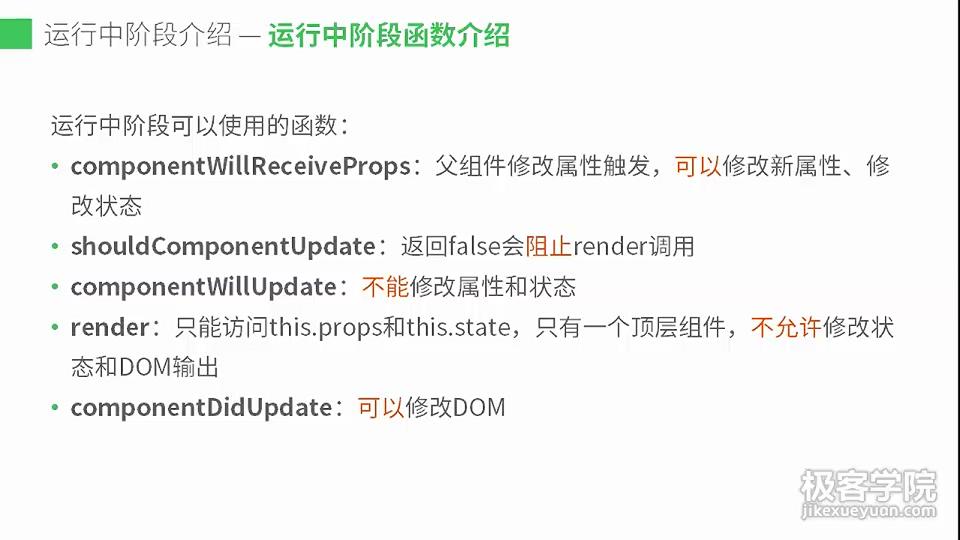 运行中阶段介绍 — 运行中阶段函数介绍
运行中阶段可以使用的函数：
• componentWillReceiveProps：父组件修改属性触发，可以修改新属性、修
改状态
• shouldComponentUpdate：返回false会阻止render调用
• componentWillUpdate：不能修改属性和状态
• render：只能访问this.props和this.state，只有一个顶层组件，不允许修改状
态和DOM输出
• componentDidUpdate：可以修改DOM
极客学院
jikexueyuan.com